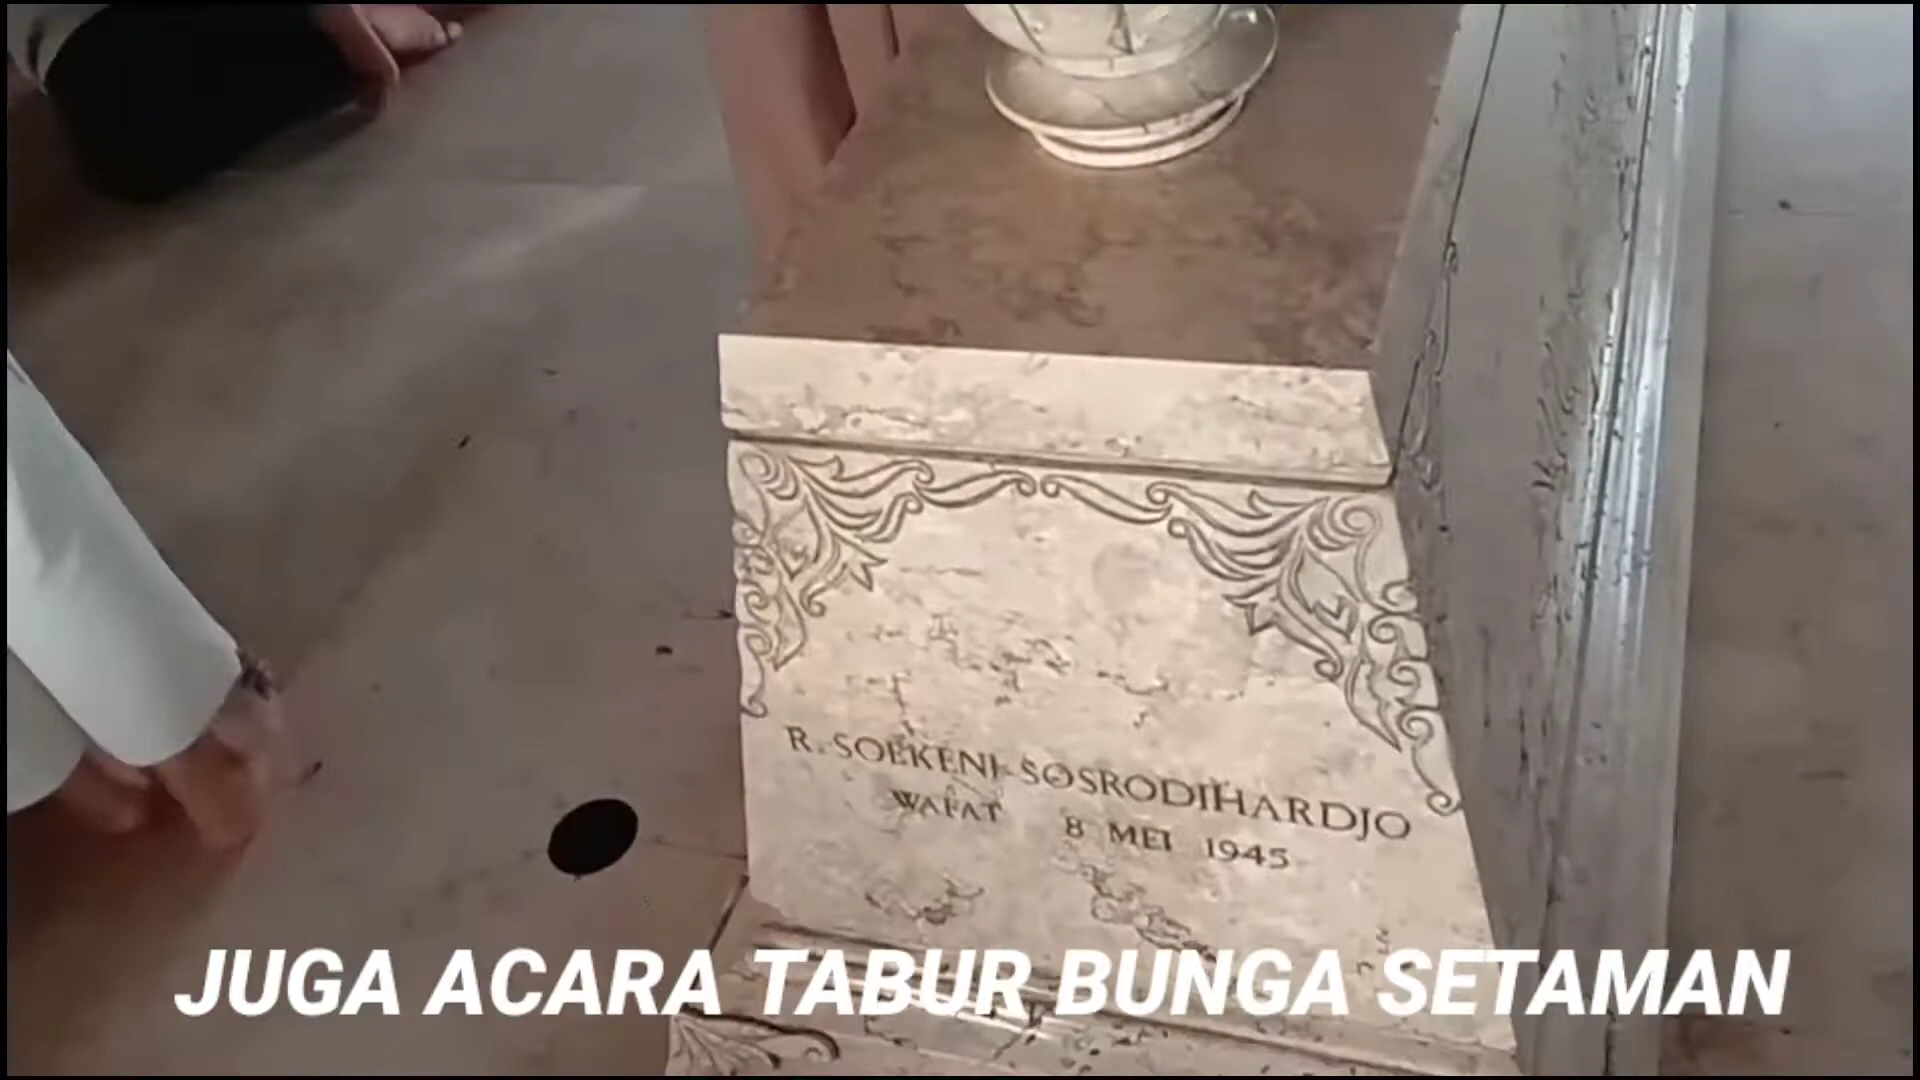 R. SOEKENI SOSRODIHARDJO
WAFAT 8 MEI 1945
JUGA ACARA TABUR BUNGA SETAMAN